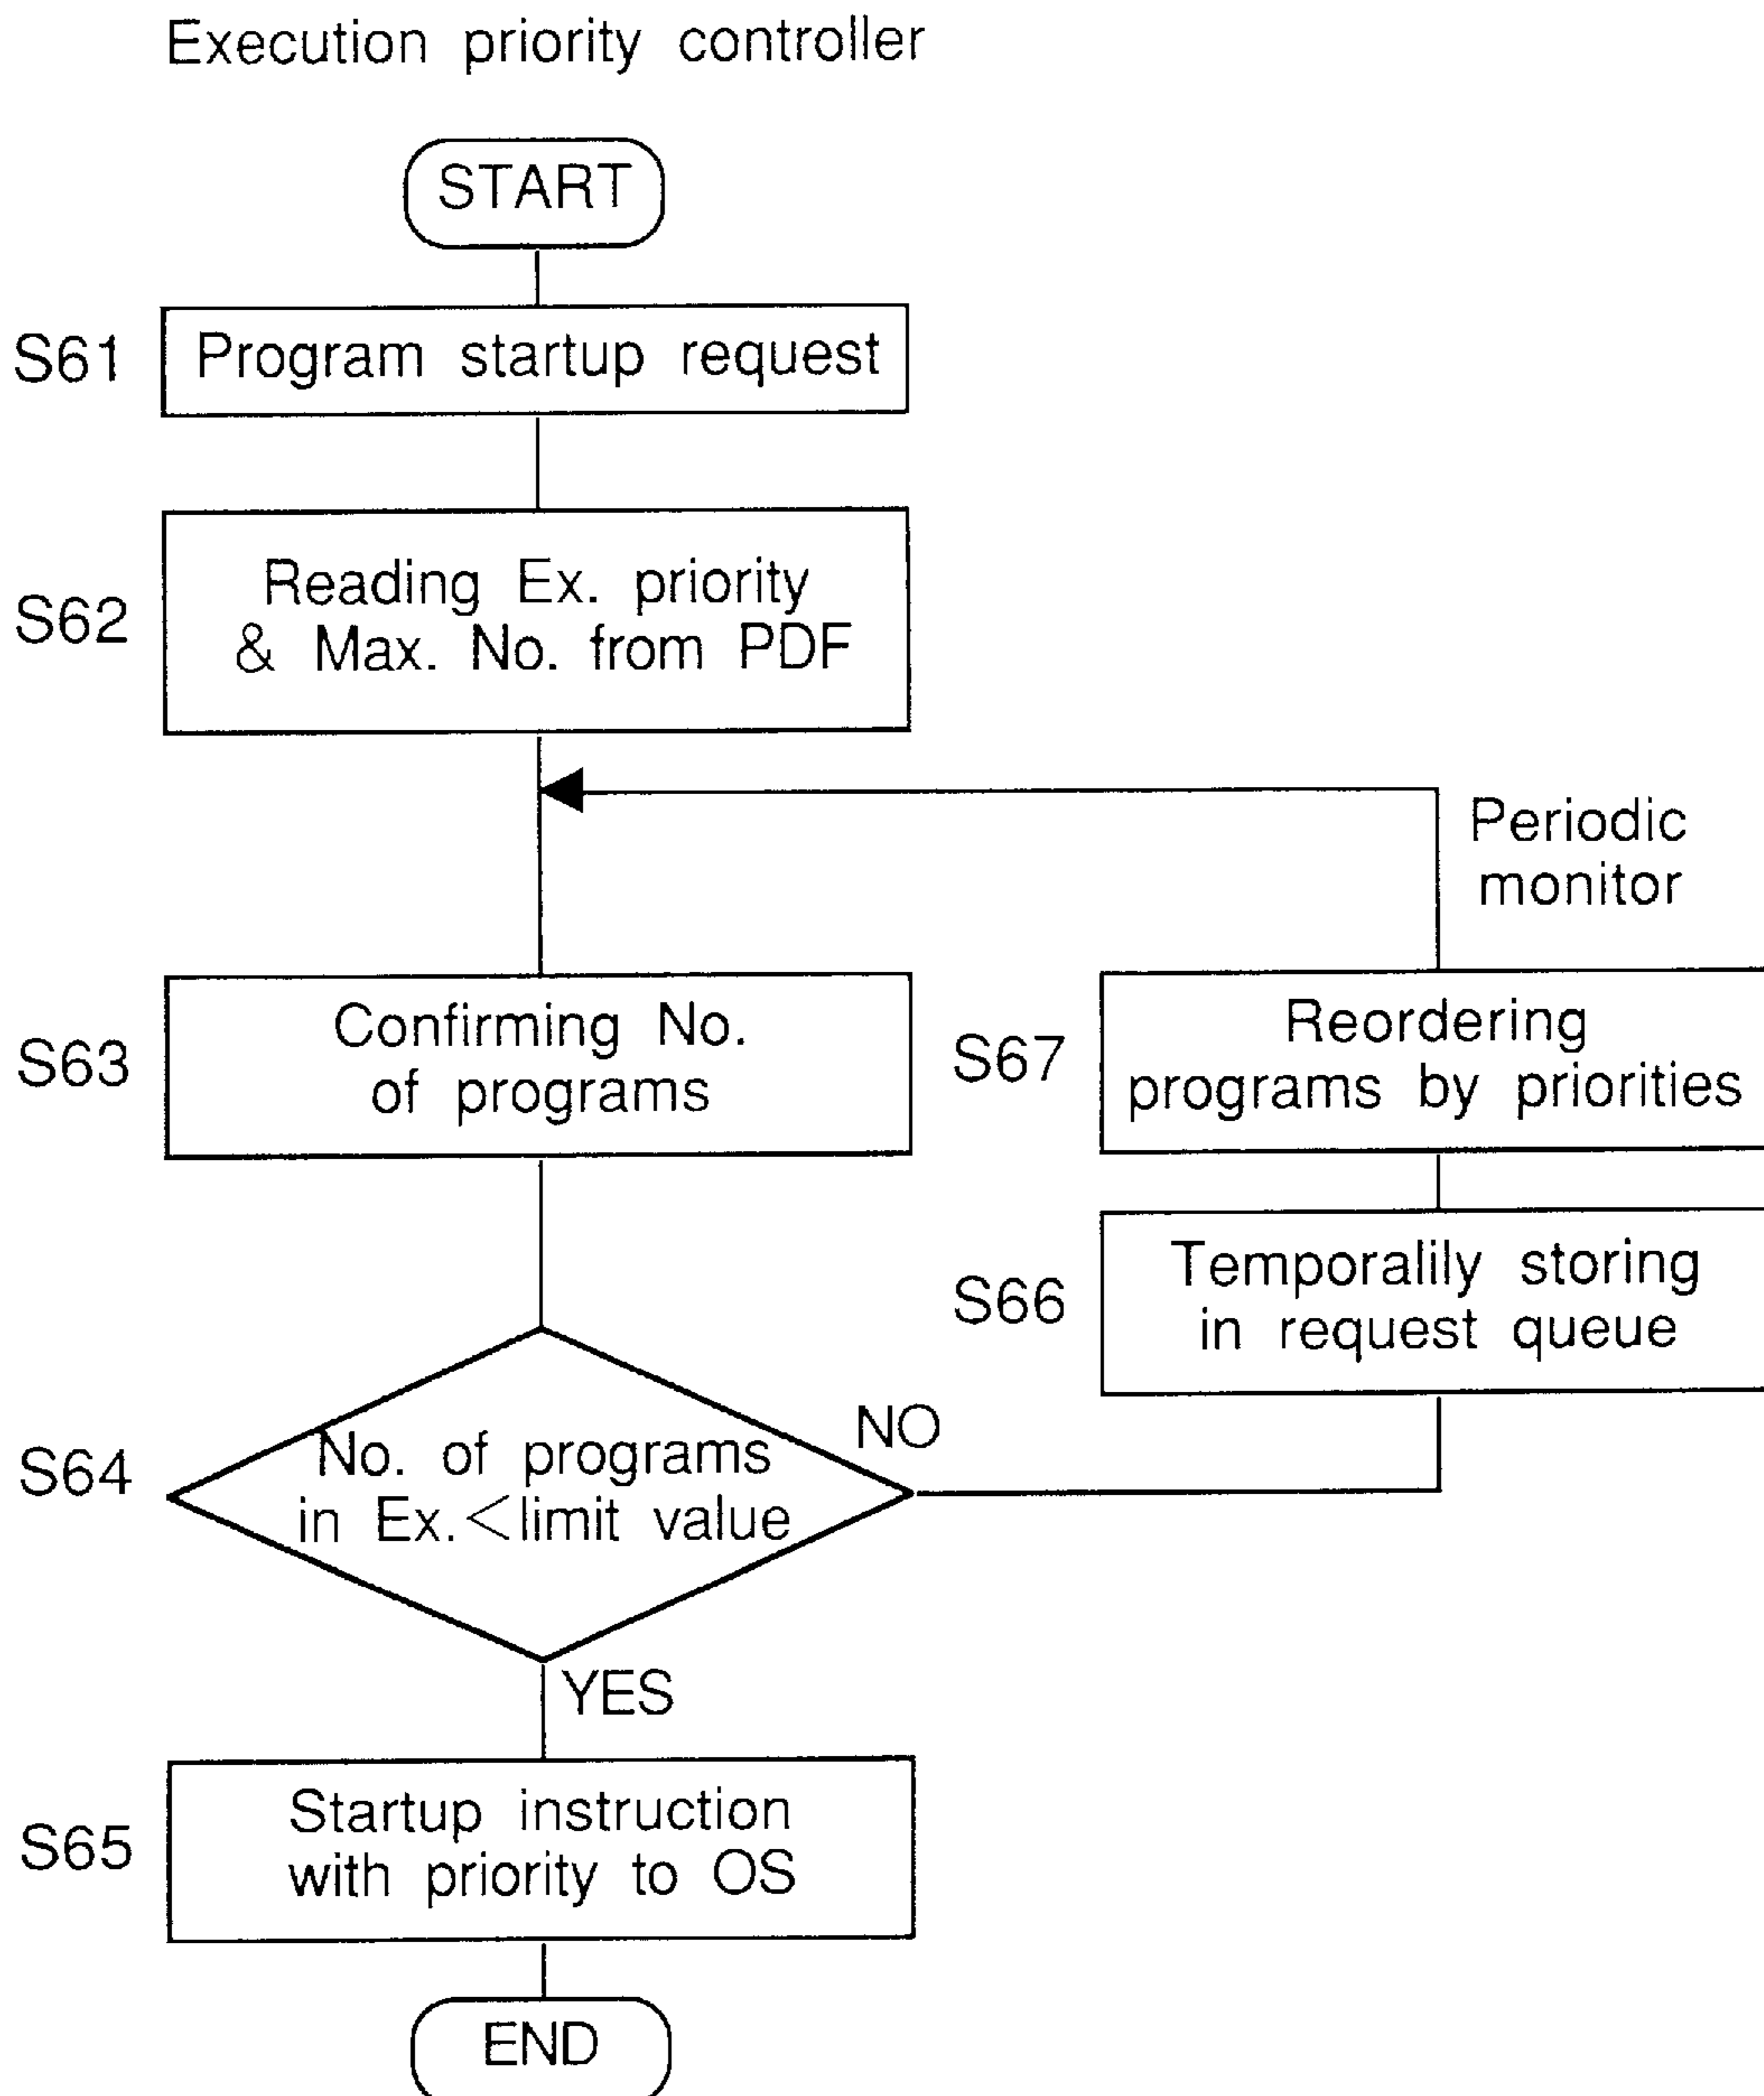 Execution priority controller
START
S61
Program startup request
S62
Reading Ex. priority
& Max. No. from PDF
Periodic
monitor
S63
Confirming No.
of programs
S67
Reordering
programs by priorities
S66
Temporalily storing
in request queue
S64
No. of programs
in Ex.<limit value
NO
YES
S65
Startup instruction
with priority to OS
END